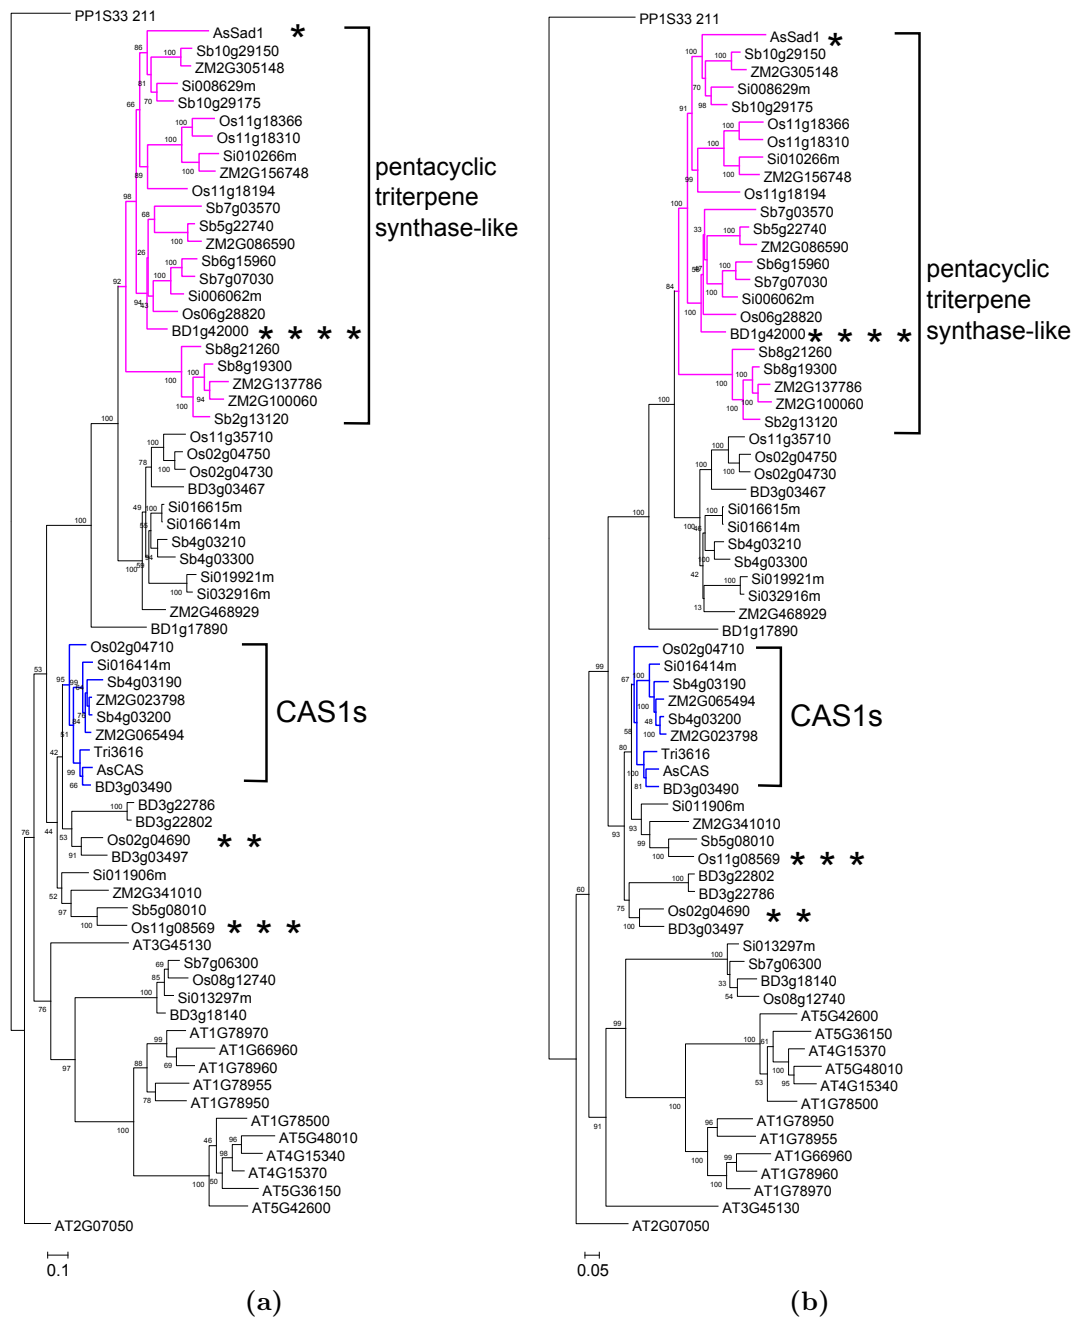 PP1S33 211
AsSad1 *
Sb10g29150
ZM2G305148
Si008629m
Sb10g29175
Os11g18366
Os11g18310
Si010266m
ZM2G156748
Os11g18194
Sb7g03570
Sb5g22740
ZM2G086590
Sb6g15960
Sb7g07030
Si006062m
Os06g28820
BD1g42000 * * * *
Sb8g21260
Sb8g19300
ZM2G137786
ZM2G100060
Sb2g13120
pentacyclic
triterpene
synthase-like
Os11g35710
Os02g04750
Os02g04730
BD3g03467
Si016615m
Si016614m
Sb4g03210
Sb4g03300
Si019921m
Si032916m
ZM2G468929
BD1g17890
Os02g04710
Si016414m
Sb4g03190
ZM2G023798
Sb4g03200
ZM2G065494
Tri3616
AsCAS
BD3g03490
CAS1s
BD3g22786
BD3g22802
Os02g04690 * *
BD3g03497
Si011906m
ZM2G341010
Sb5g08010
Os11g08569 * * *
AT3G45130
Sb7g06300
Os08g12740
Si013297m
BD3g18140
AT1G78970
AT1G66960
AT1G78960
AT1G78955
AT1G78950
AT1G78500
AT5G48010
AT4G15340
AT4G15370
AT5G36150
AT5G42600
AT2G07050
0.1
(a)
PP1S33 211
AsSad1 *
Sb10g29150
ZM2G305148
Si008629m
Sb10g29175
Os11g18366
Os11g18310
Si010266m
ZM2G156748
Os11g18194
Sb7g03570
Sb5g22740
ZM2G086590
Sb6g15960
Sb7g07030
Si006062m
Os06g28820
BD1g42000 * * * *
Sb8g21260
Sb8g19300
ZM2G137786
ZM2G100060
Sb2g13120
pentacyclic
triterpene
synthase-like
Os11g35710
Os02g04750
Os02g04730
BD3g03467
Si016615m
Si016614m
Sb4g03210
Sb4g03300
Si019921m
Si032916m
ZM2G468929
BD1g17890
Os02g04710
Si016414m
Sb4g03190
ZM2G065494
Sb4g03200
ZM2G023798
Tri3616
AsCAS
BD3g03490
CAS1s
Si011906m
ZM2G341010
Sb5g08010
Os11g08569 * * *
BD3g22802
BD3g22786
Os02g04690 * *
BD3g03497
Si013297m
Sb7g06300
BD3g18140
Os08g12740
AT5G42600
AT5G36150
AT4G15370
AT5G48010
AT4G15340
AT1G78500
AT1G78950
AT1G78955
AT1G66960
AT1G78960
AT1G78970
AT3G45130
AT2G07050
0.05
(b)